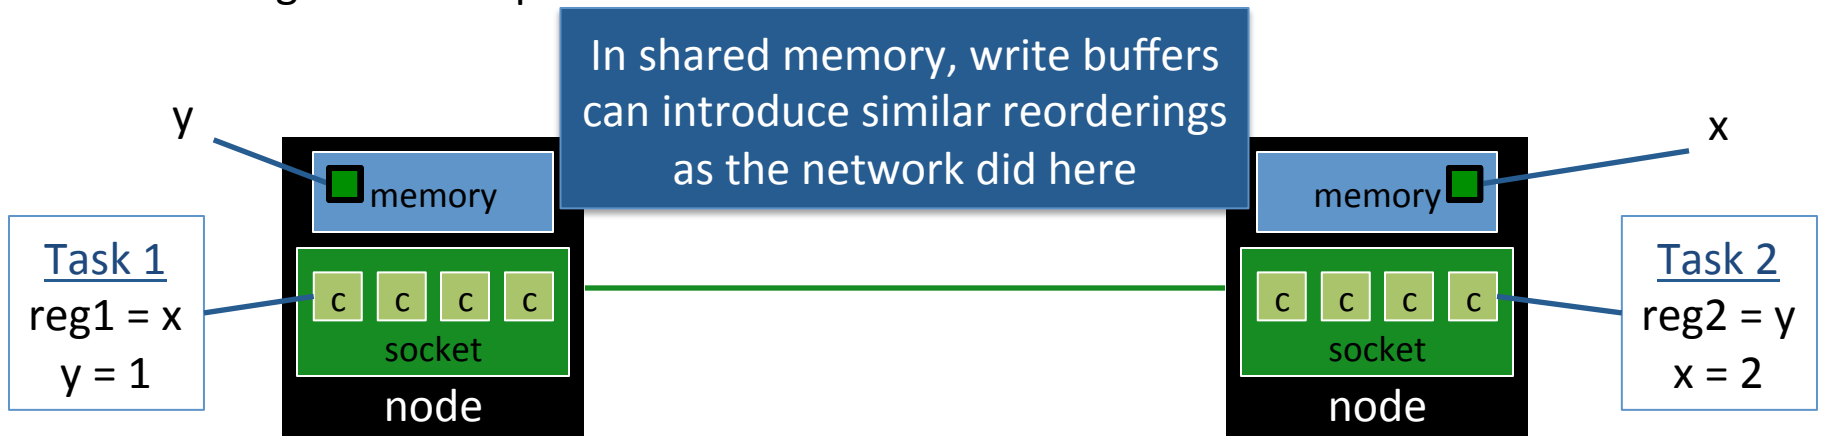 In shared memory, write buffers
can introduce similar reorderings
as the network did here
y
x
memory
memory
Task 1
reg1 = x
y = 1
c c c c
socket
node
c c c c
socket
node
Task 2
reg2 = y
x = 2